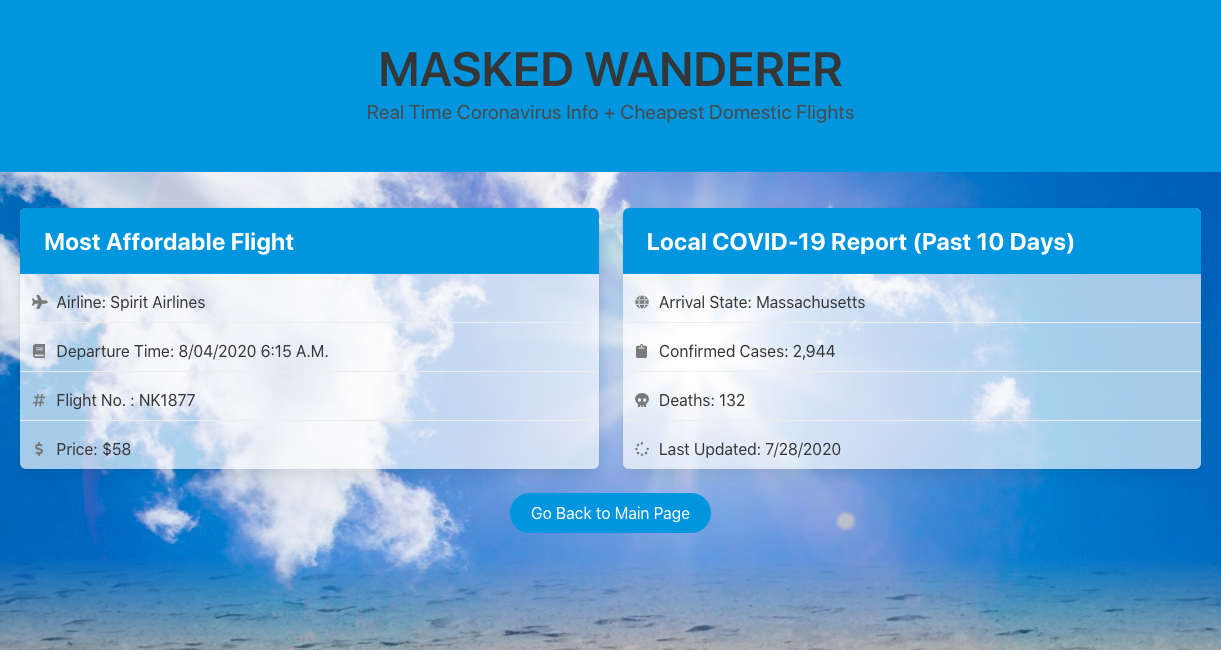 MASKED WANDERER
Real Time Coronavirus Info + Cheapest Domestic Flights
Most Affordable Flight
Airline: Spirit Airlines
Departure Time: 8/04/2020 6:15 A.M.
Flight No. : NK1877
Price: $58
Local COVID-19 Report (Past 10 Days)
Arrival State: Massachusetts
Confirmed Cases: 2,944
Deaths: 132
Last Updated: 7/28/2020
Go Back to Main Page